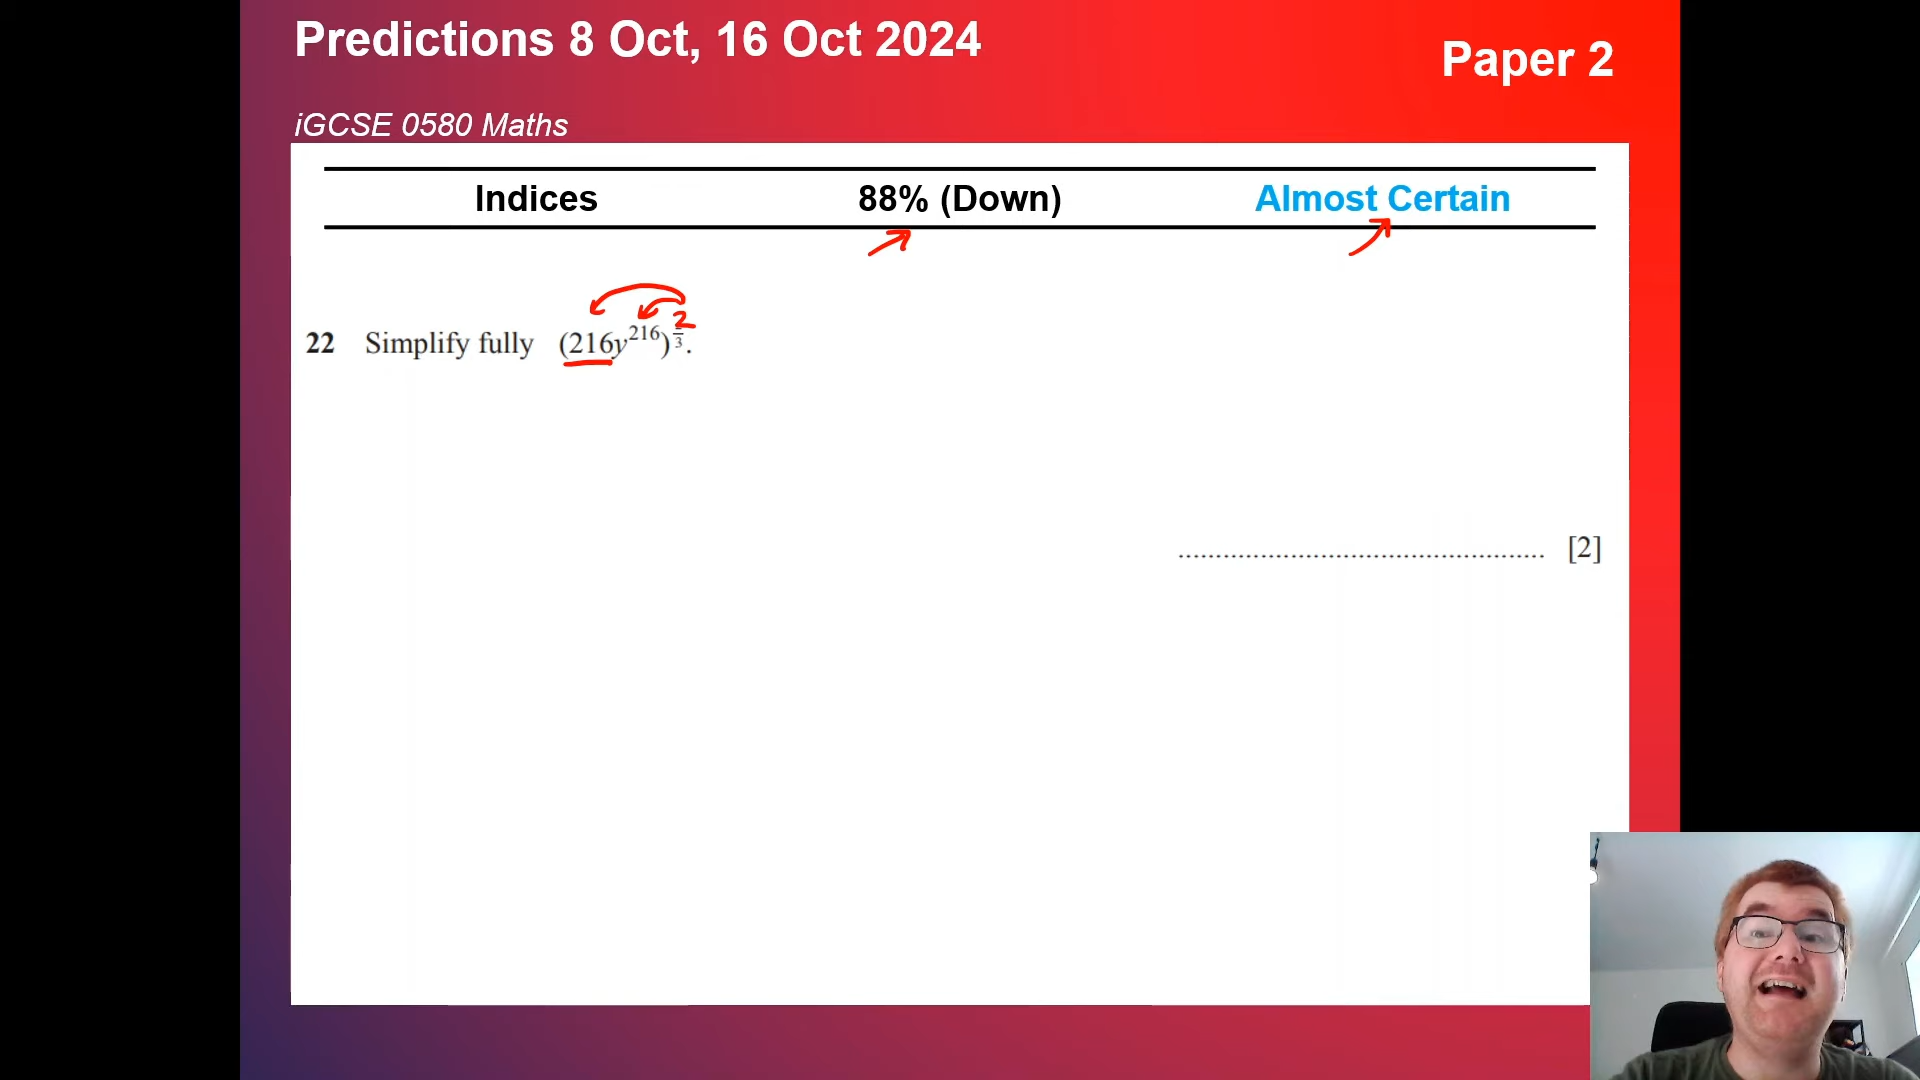 Predictions 8 Oct, 16 Oct 2024
Paper 2
iGCSE 0580 Maths
Indices 88% (Down) Almost Certain
22 Simplify fully (216y^216)^2/3.
[2]